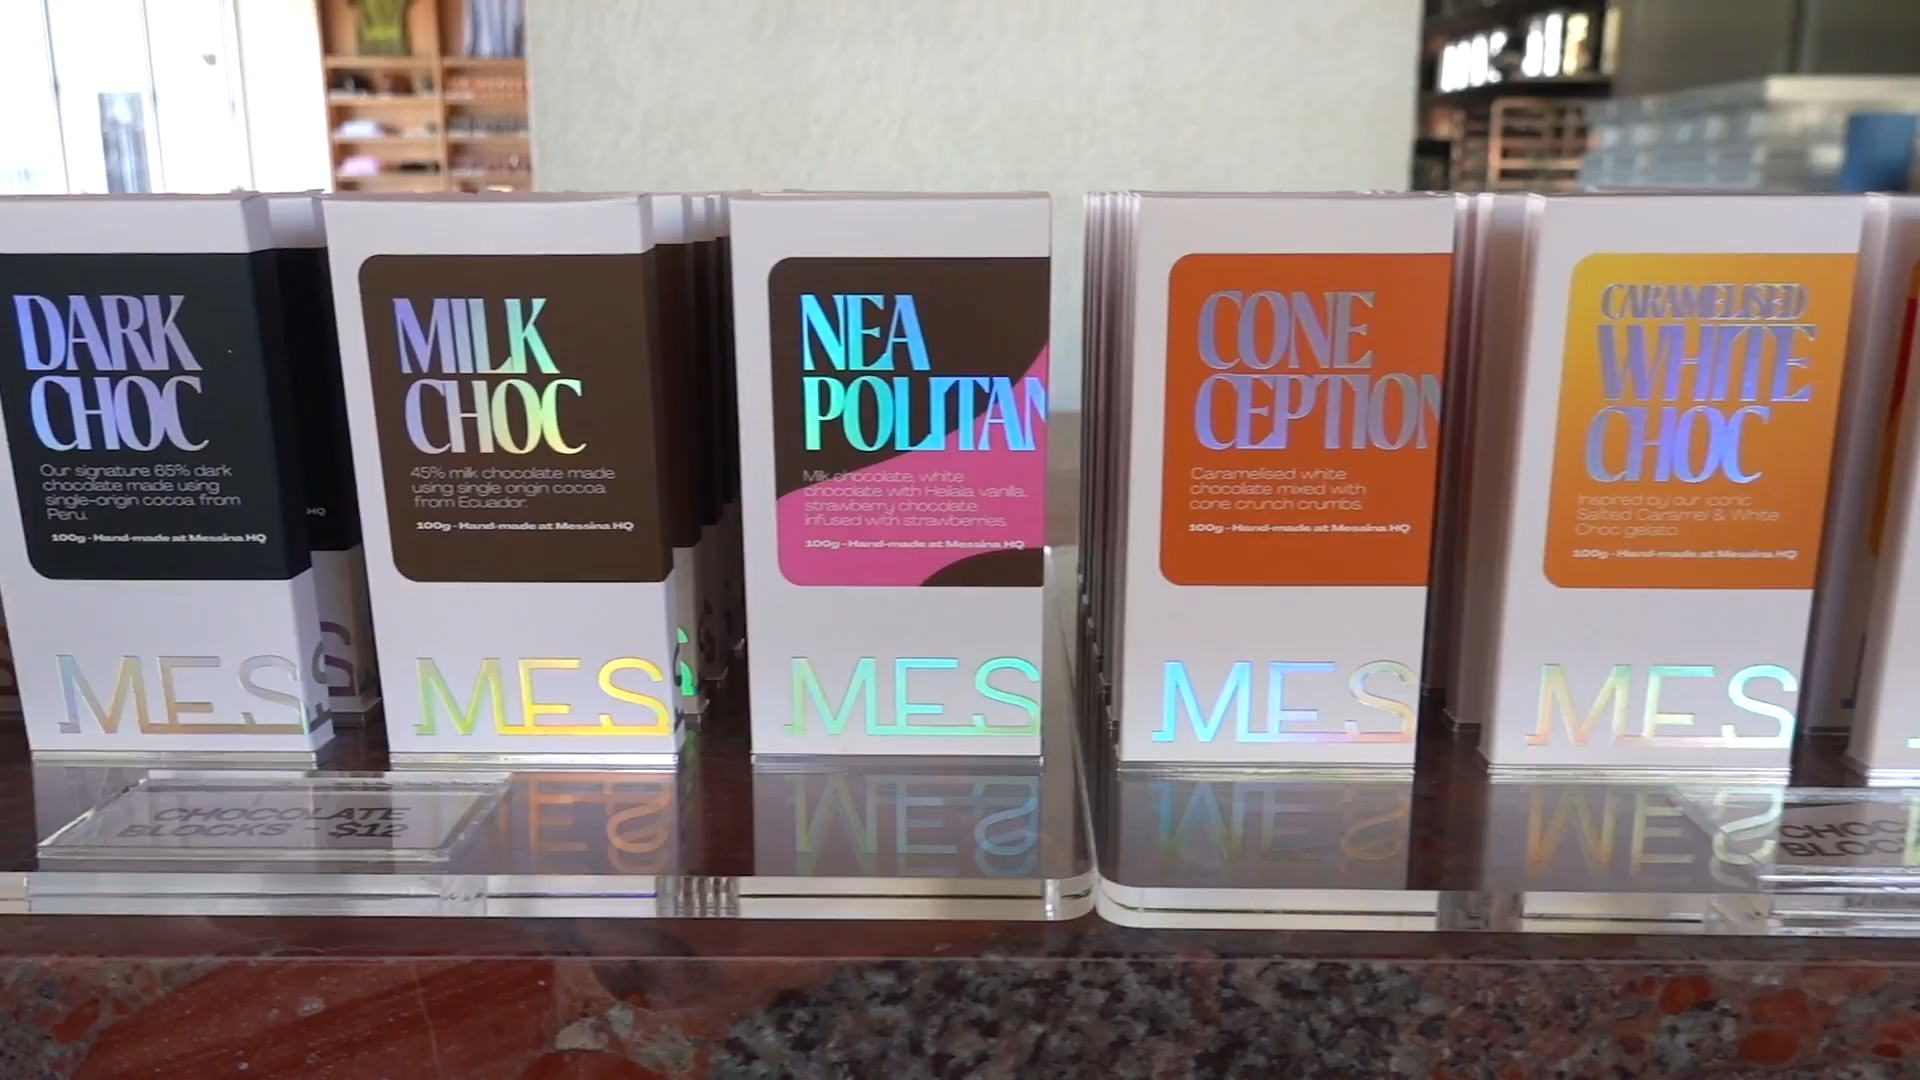 DARK
CHOC
Our signature 65% dark
chocolate made using
single-origin cocoa from
Peru.
100g - Hand-made at Messina HQ
MES
MILK
CHOC
45% milk chocolate made
using single origin cocoa
from Ecuador.
100g - Hand-made at Messina HQ
MES
NEA
POLITAN
Milk chocolate, white
chocolate with Heilala vanilla,
strawberry chocolate
infused with strawberries.
100g - Hand-made at Messina HQ
MES
CONE
CEPTION
Caramelised white
chocolate mixed with
cone crunch crumbs.
100g - Hand-made at Messina HQ
MES
CARAMELISED
WHITE
CHOC
Inspired by our iconic
Salted Caramel & White
Choc gelato.
100g - Hand-made at Messina HQ
MES
HQ
CHOCOLATE
BLOCKS - $12
CHOC
BLOC